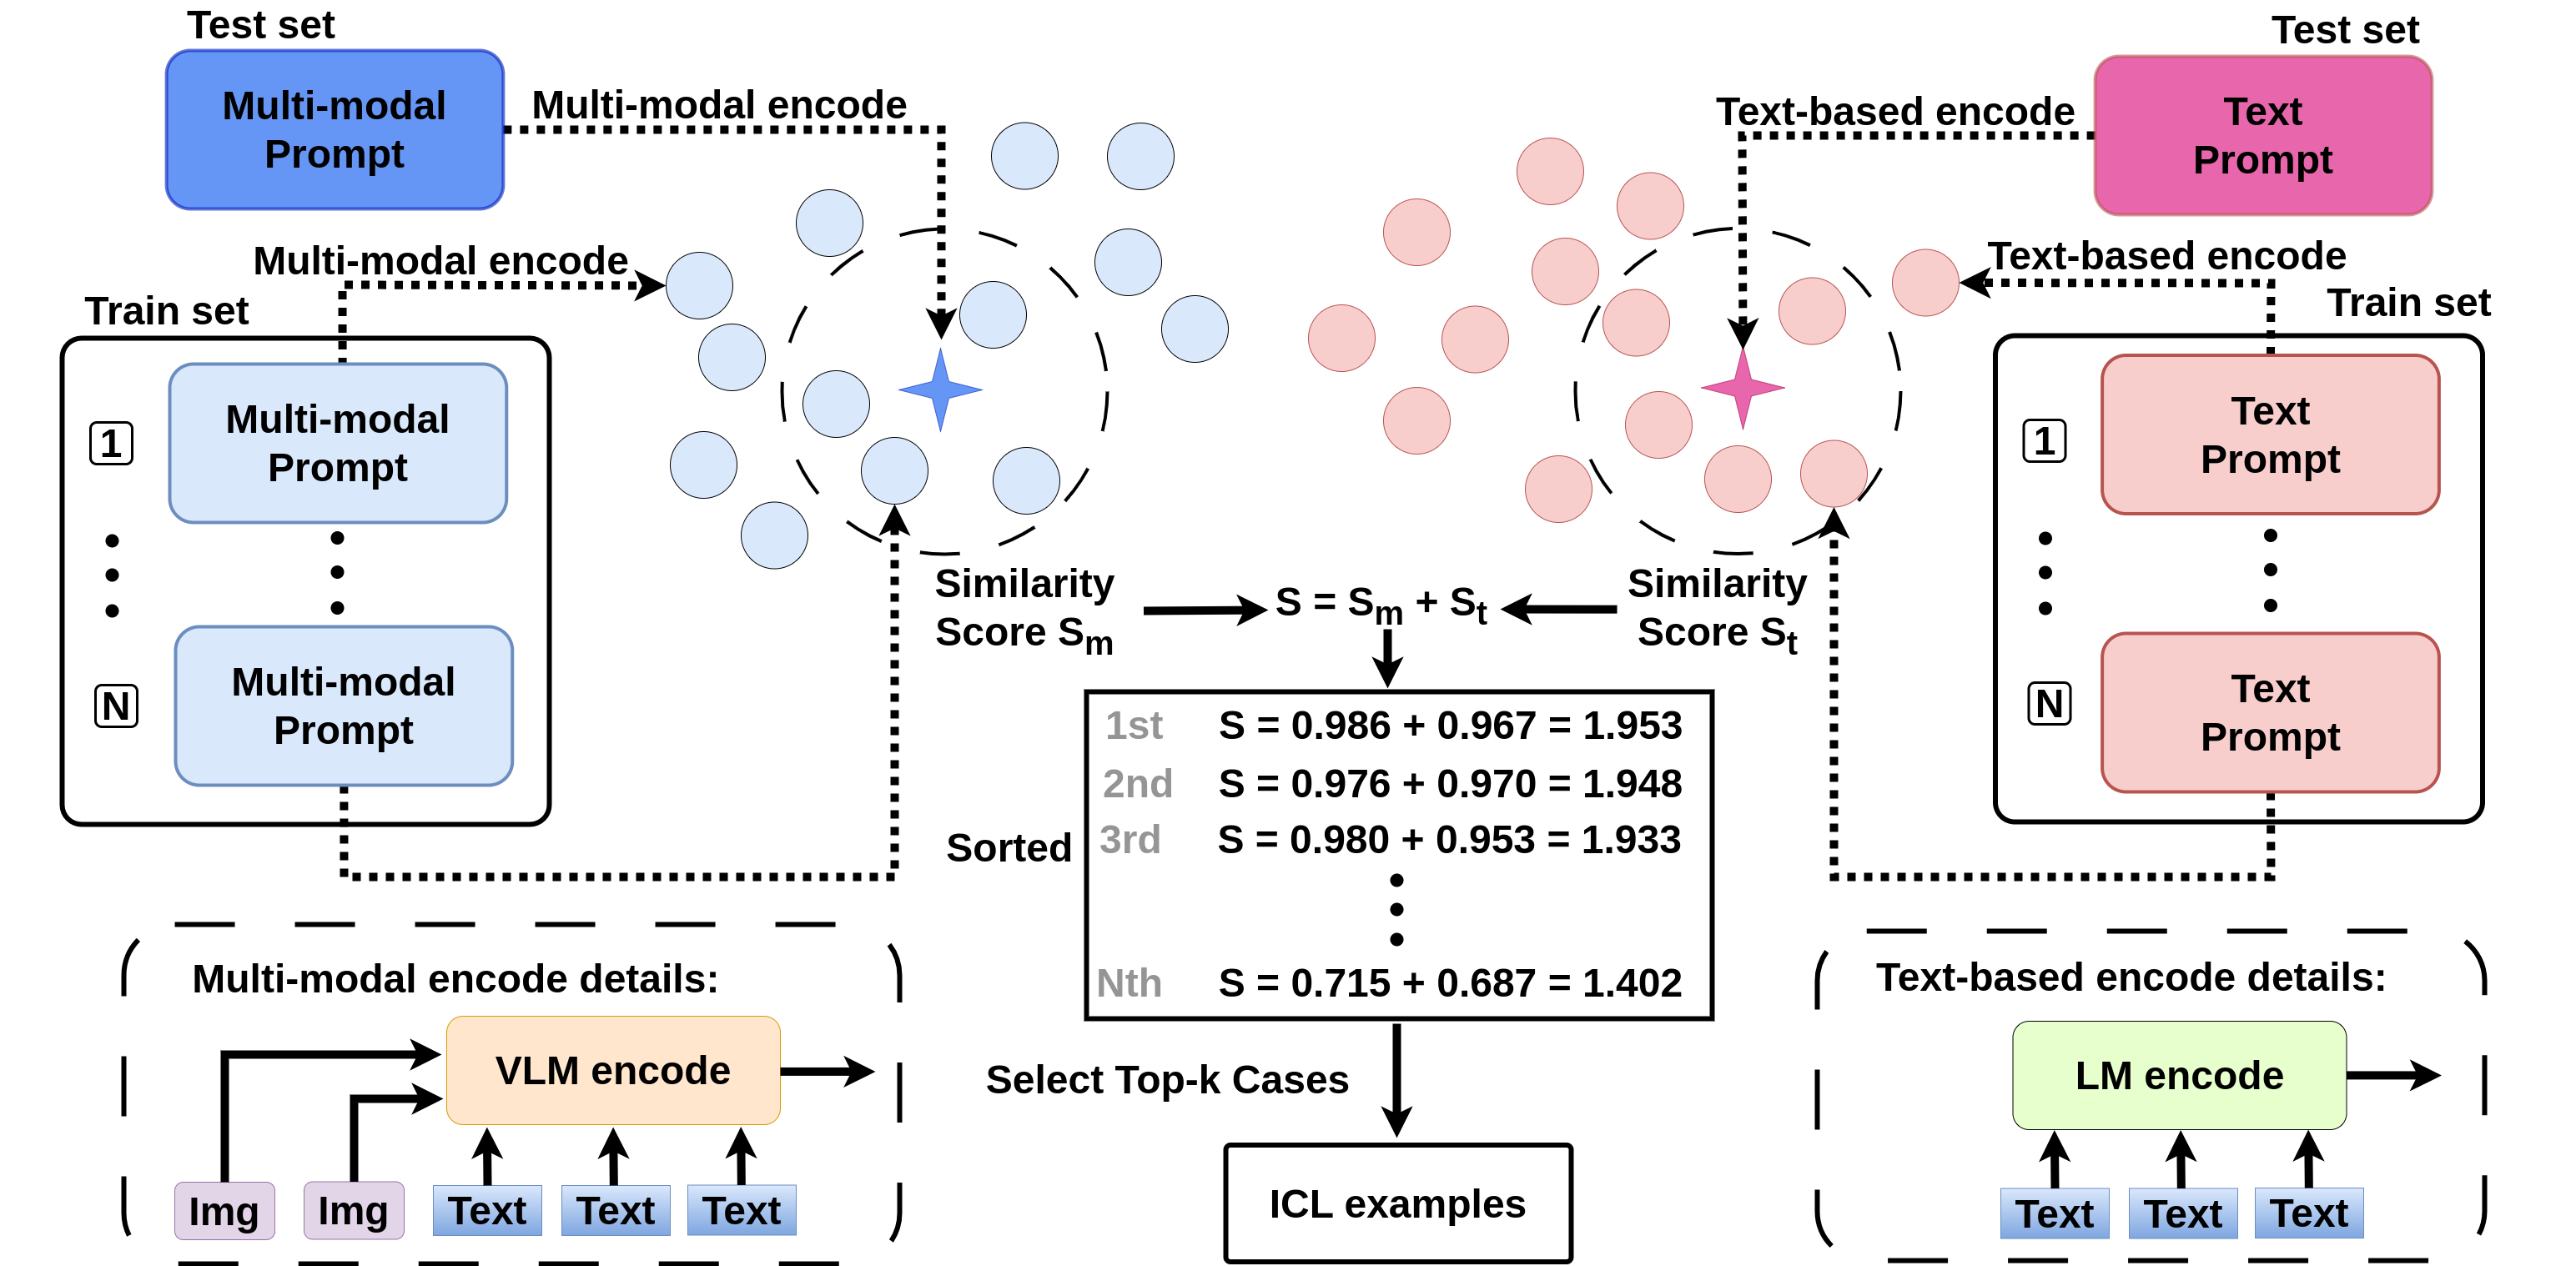 Test set
Multi-modal
Prompt
Multi-modal encode
Multi-modal encode
Train set
1
Multi-modal
Prompt
N
Multi-modal
Prompt
Test set
Text
Prompt
Text-based encode
Text-based encode
Train set
1
Text
Prompt
N
Text
Prompt
Similarity
Score Sm
S = Sm + St
Similarity
Score St
Sorted
1st S = 0.986 + 0.967 = 1.953
2nd S = 0.976 + 0.970 = 1.948
3rd S = 0.980 + 0.953 = 1.933
Nth S = 0.715 + 0.687 = 1.402
Select Top-k Cases
ICL examples
Multi-modal encode details:
VLM encode
Img Img Text Text Text
Text-based encode details:
LM encode
Text Text Text